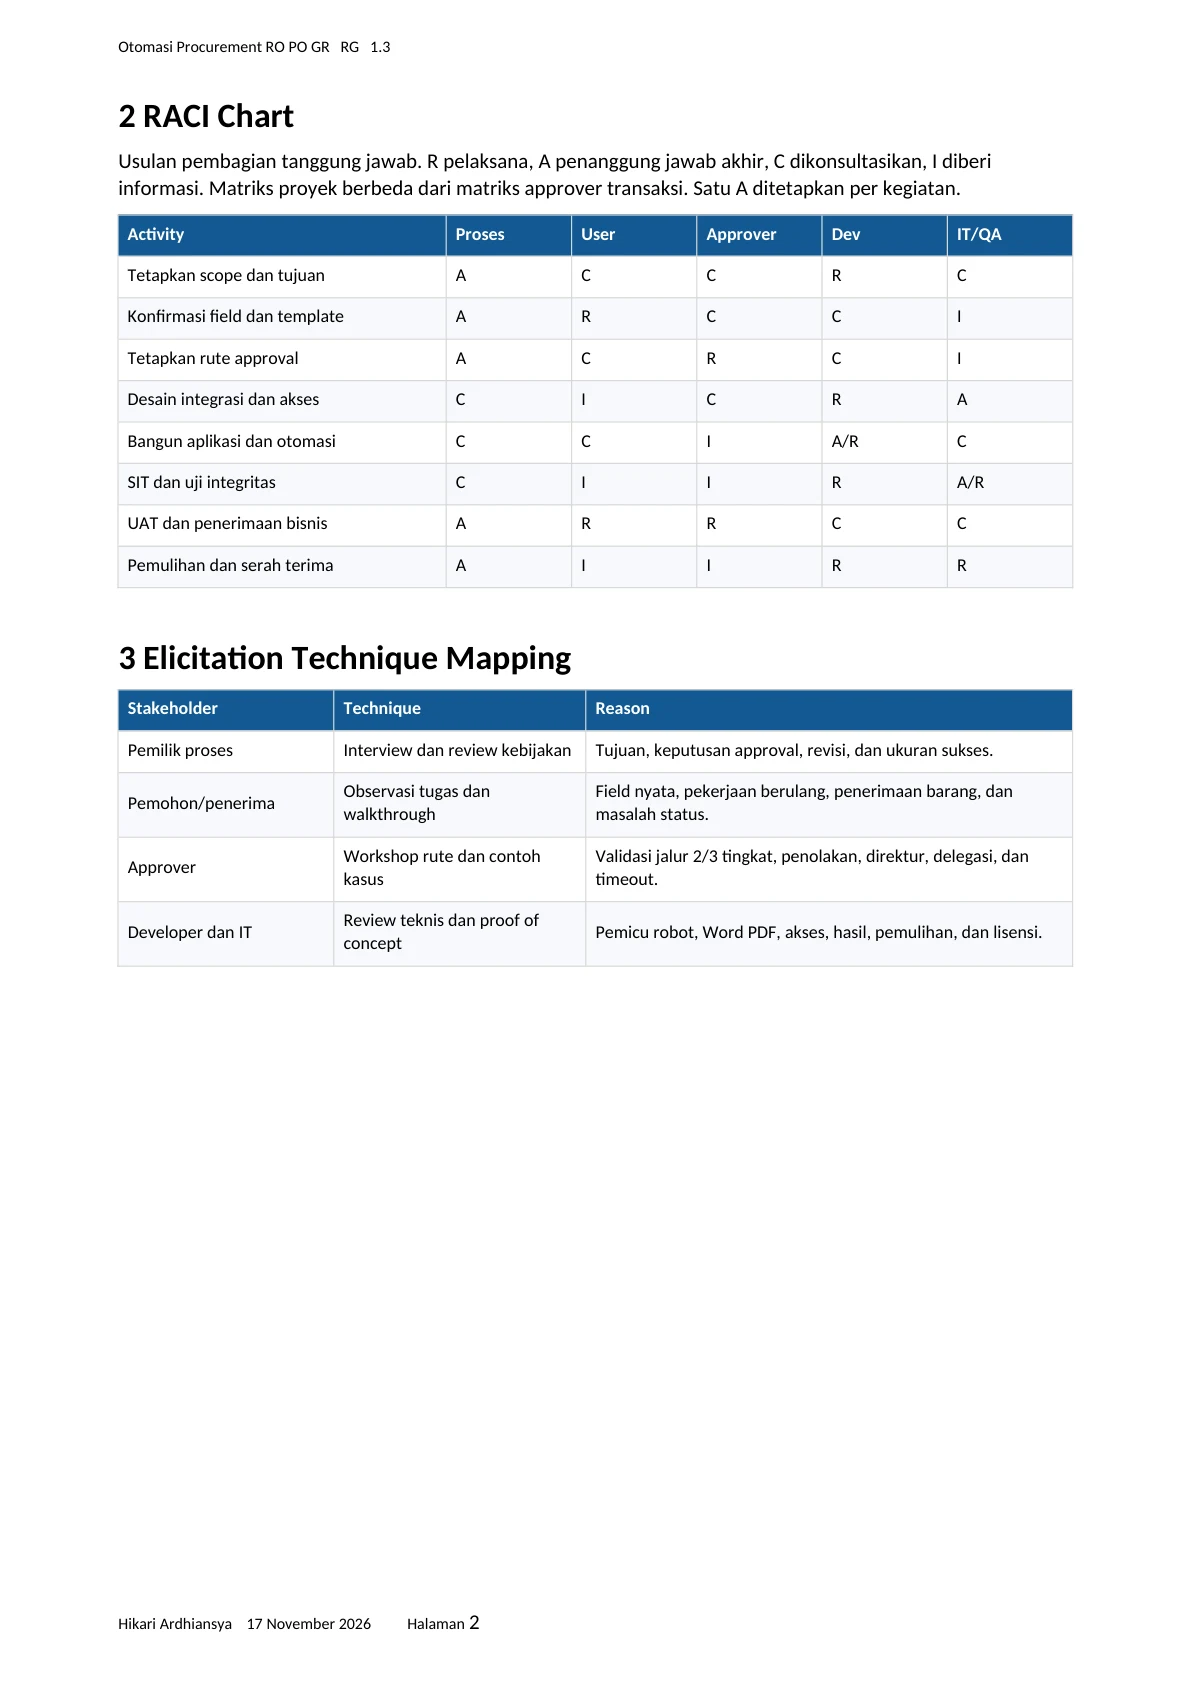 Otomasi Procurement RO PO GR RG 1.3
2 RACI Chart
Usulan pembagian tanggung jawab. R pelaksana, A penanggung jawab akhir, C dikonsultasikan, I diberi
informasi. Matriks proyek berbeda dari matriks approver transaksi. Satu A ditetapkan per kegiatan.
Activity Proses User Approver Dev IT/QA
Tetapkan scope dan tujuan A C C R C
Konfirmasi field dan template A R C C I
Tetapkan rute approval A C R C I
Desain integrasi dan akses C I C R A
Bangun aplikasi dan otomasi C C I A/R C
SIT dan uji integritas C I I R A/R
UAT dan penerimaan bisnis A R R C C
Pemulihan dan serah terima A I I R R
3 Elicitation Technique Mapping
Stakeholder Technique Reason
Pemilik proses Interview dan review kebijakan Tujuan, keputusan approval, revisi, dan ukuran sukses.
Pemohon/penerima
Observasi tugas dan
walkthrough
Field nyata, pekerjaan berulang, penerimaan barang, dan
masalah status.
Approver
Workshop rute dan contoh
kasus
Validasi jalur 2/3 tingkat, penolakan, direktur, delegasi, dan
timeout.
Developer dan IT
Review teknis dan proof of
concept
Pemicu robot, Word PDF, akses, hasil, pemulihan, dan lisensi.
Hikari Ardhiansya 17 November 2026 Halaman 2